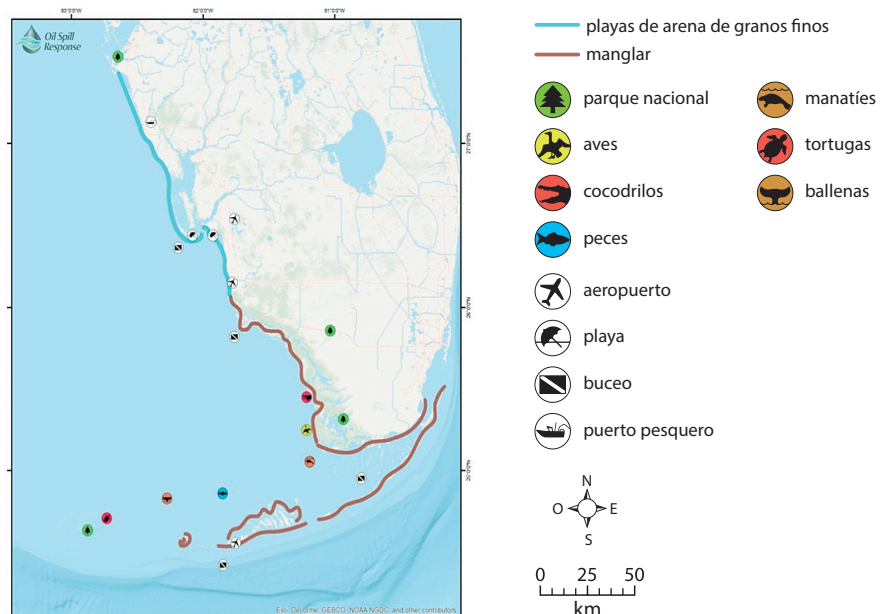 83°0'0"O
82°0'0"O
81°0'0"O
Oil Spill
Response
27°0'0"N
26°0'0"N
25°0'0"N
Esri, DeLorme, GEBCO, NOAA NGDC, and other contributors
playas de arena de granos finos
manglar
parque nacional
manatíes
aves
tortugas
cocodrilos
ballenas
peces
aeropuerto
playa
buceo
puerto pesquero
N
O
E
S
0 25 50
km